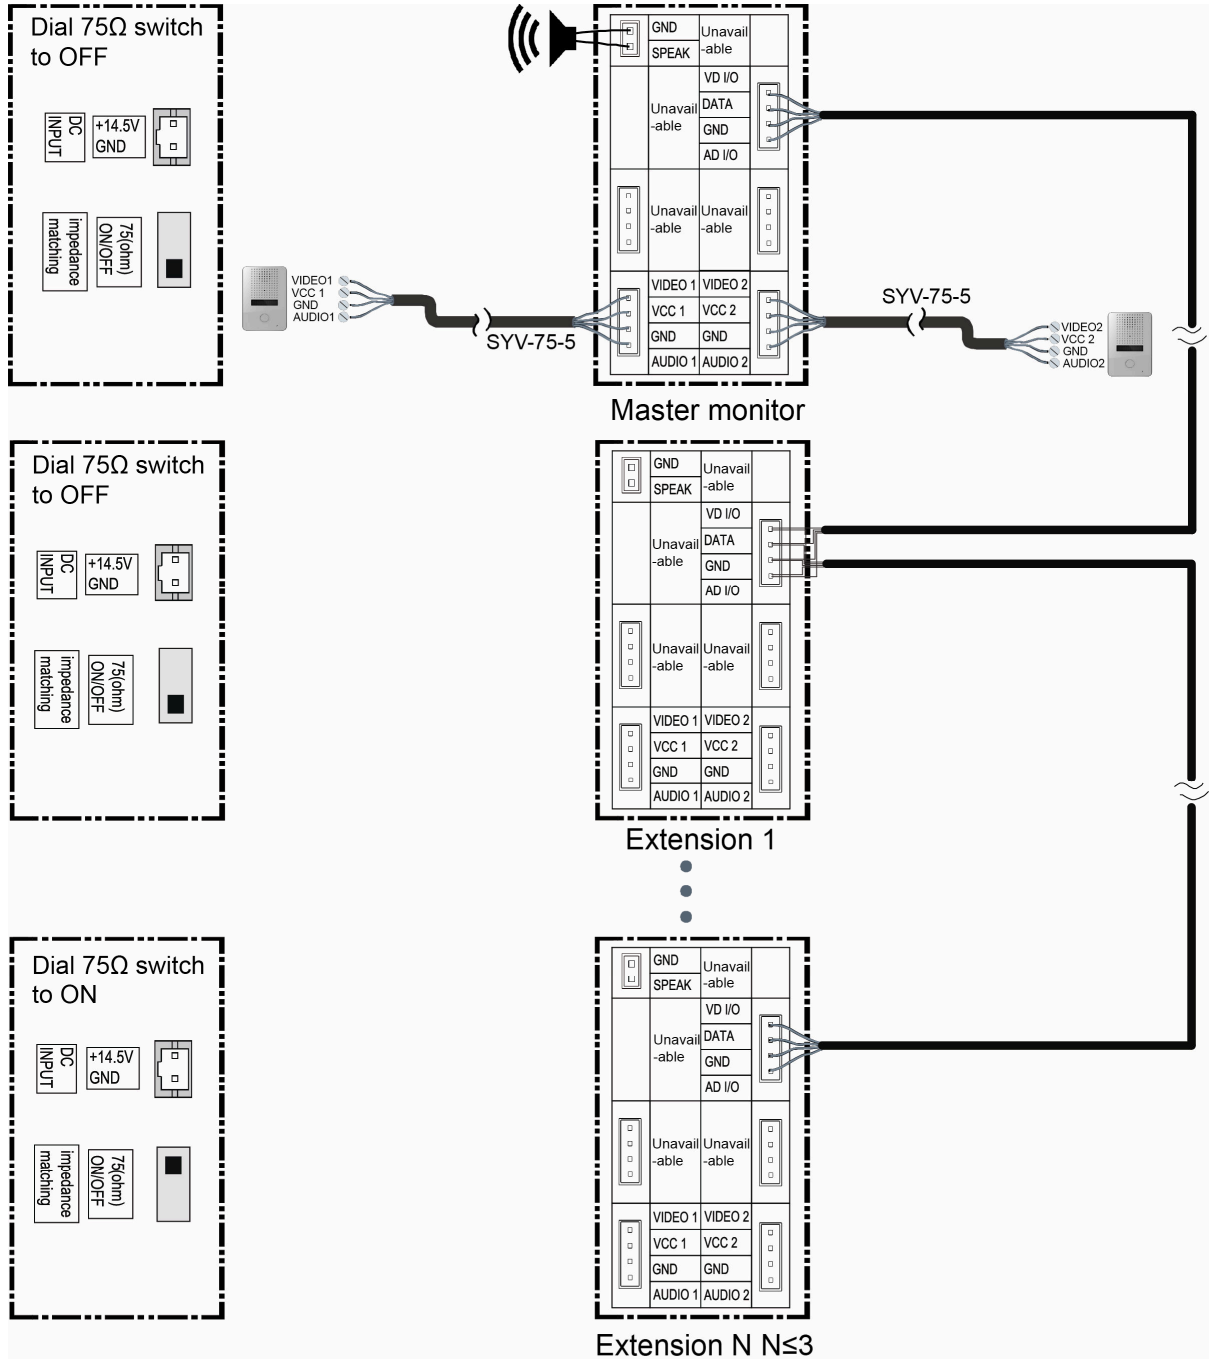 Dial 75Ω switch
to OFF
DC
INPUT
+14.5V
GND
impedance
matching
75(ohm)
ON/OFF
GND
SPEAK
Unavail
-able
Unavail
-able
VD I/O
DATA
GND
AD I/O
Unavail
-able
Unavail
-able
VIDEO 1
VIDEO 2
VCC 1
VCC 2
GND
GND
AUDIO 1
AUDIO 2
VIDEO1
VCC 1
GND
AUDIO1
SYV-75-5
SYV-75-5
VIDEO2
VCC 2
GND
AUDIO2
Master monitor
Dial 75Ω switch
to OFF
DC
INPUT
+14.5V
GND
impedance
matching
75(ohm)
ON/OFF
GND
SPEAK
Unavail
-able
Unavail
-able
VD I/O
DATA
GND
AD I/O
Unavail
-able
Unavail
-able
VIDEO 1
VIDEO 2
VCC 1
VCC 2
GND
GND
AUDIO 1
AUDIO 2
Extension 1
Dial 75Ω switch
to ON
DC
INPUT
+14.5V
GND
impedance
matching
75(ohm)
ON/OFF
GND
SPEAK
Unavail
-able
Unavail
-able
VD I/O
DATA
GND
AD I/O
Unavail
-able
Unavail
-able
VIDEO 1
VIDEO 2
VCC 1
VCC 2
GND
GND
AUDIO 1
AUDIO 2
Extension N N≤3